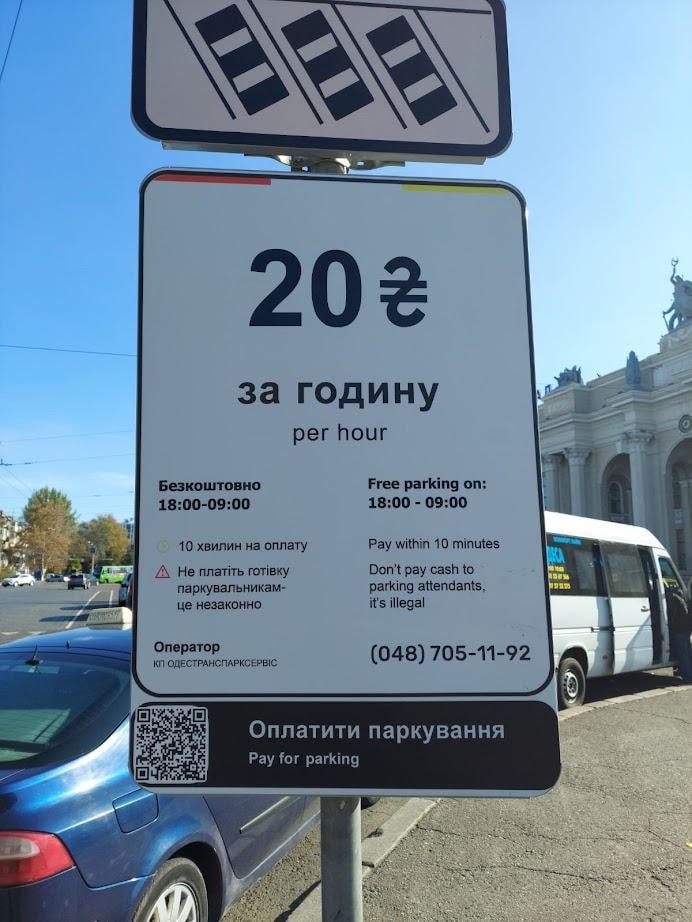 20 ₴
за годину
per hour
Безкоштовно
18:00-09:00
Free parking on:
18:00 - 09:00
10 хвилин на оплату
Pay within 10 minutes
Не платіть готівку
паркувальникам-
це незаконно
Don't pay cash to
parking attendants,
it's illegal
Оператор
КП ОДЕСТРАНСПАРКСЕРВІС
(048) 705-11-92
Оплатити паркування
Pay for parking